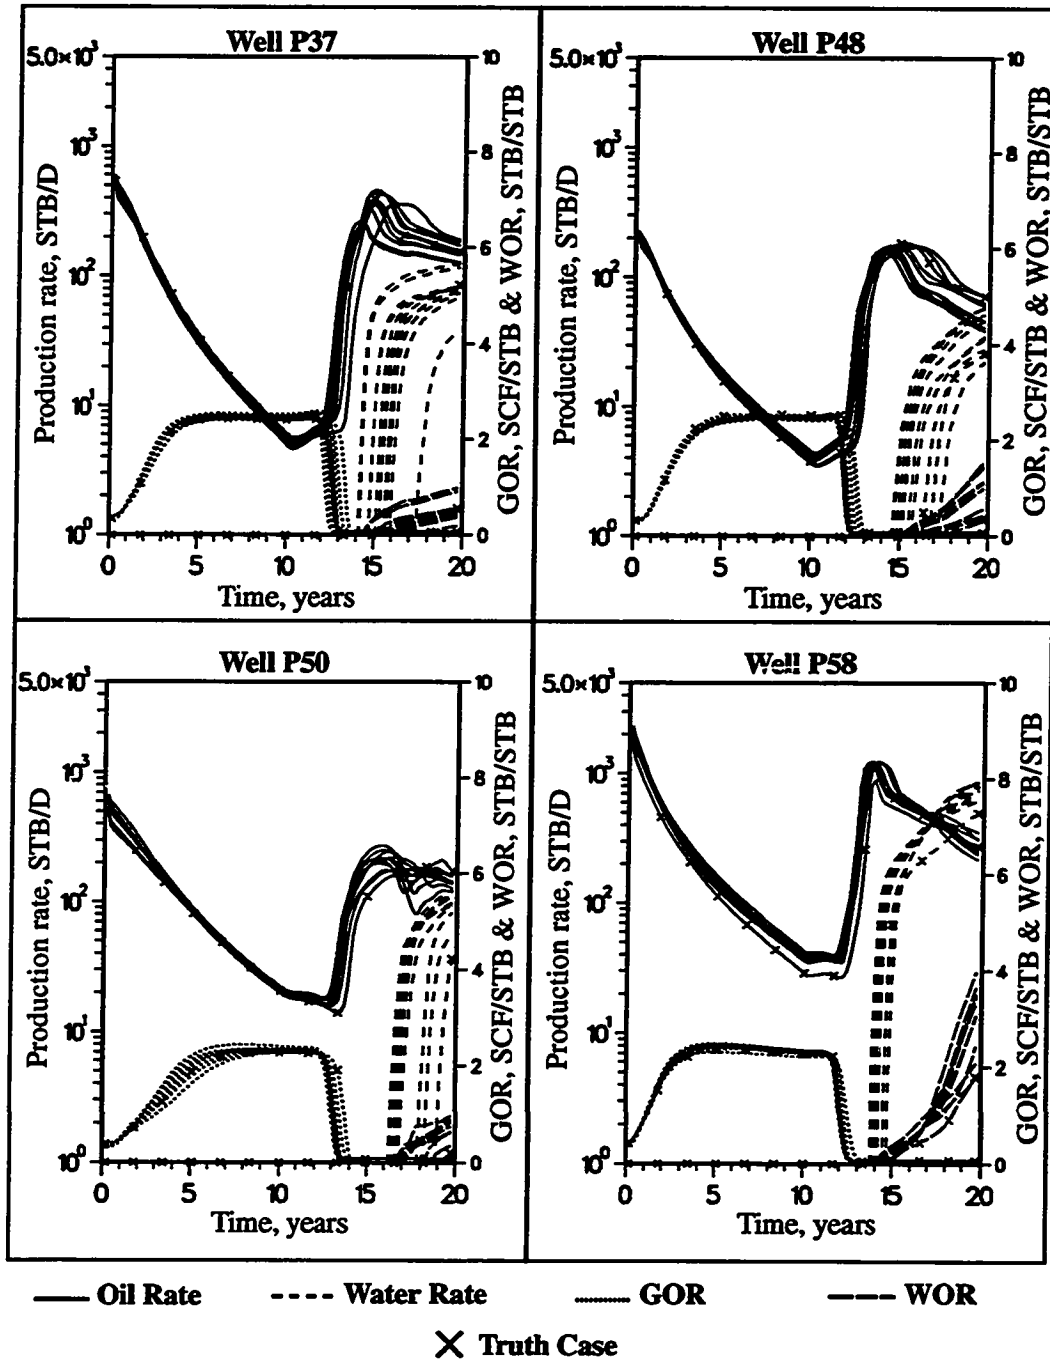 Well P37
Well P48
5.0×10³
10³
10²
10¹
10⁰
Production rate, STB/D
10
8
6
4
2
0
GOR, SCF/STB & WOR, STB/STB
0 5 10 15 20
Time, years
5.0×10³
10³
10²
10¹
10⁰
Production rate, STB/D
10
8
6
4
2
0
GOR, SCF/STB & WOR, STB/STB
0 5 10 15 20
Time, years
Well P50
Well P58
5.0×10³
10³
10²
10¹
10⁰
Production rate, STB/D
10
8
6
4
2
0
GOR, SCF/STB & WOR, STB/STB
0 5 10 15 20
Time, years
5.0×10³
10³
10²
10¹
10⁰
Production rate, STB/D
10
8
6
4
2
0
GOR, SCF/STB & WOR, STB/STB
0 5 10 15 20
Time, years
Oil Rate Water Rate GOR WOR
Truth Case